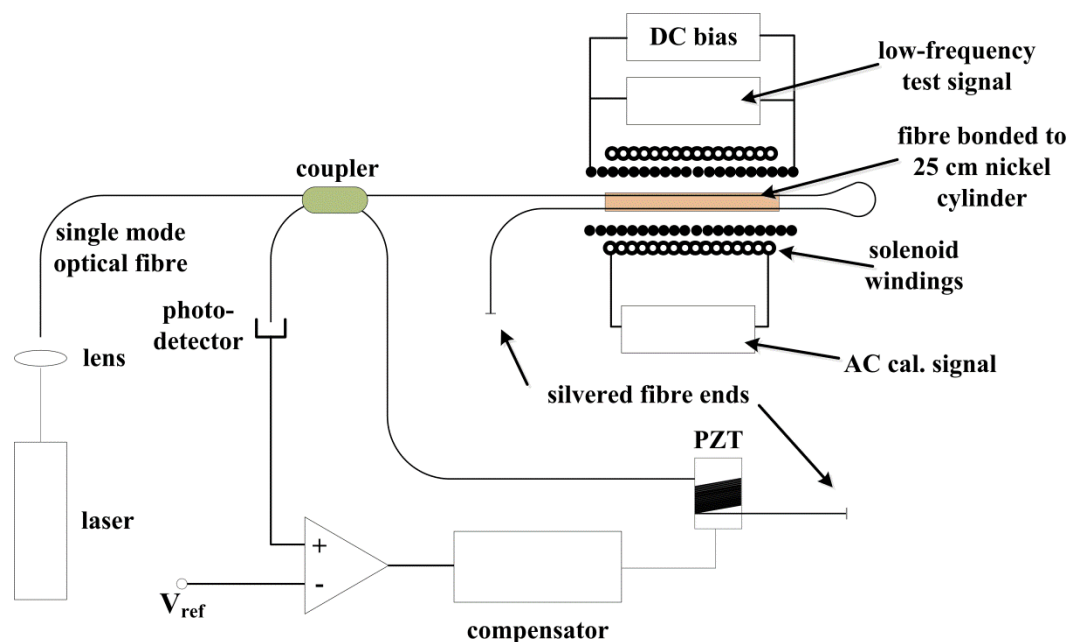 DC bias
low-frequency
test signal
fibre bonded to
25 cm nickel
cylinder
coupler
single mode
optical fibre
solenoid
windings
photo-
detector
lens
AC cal. signal
silvered fibre ends
PZT
laser
+
-
Vref
compensator